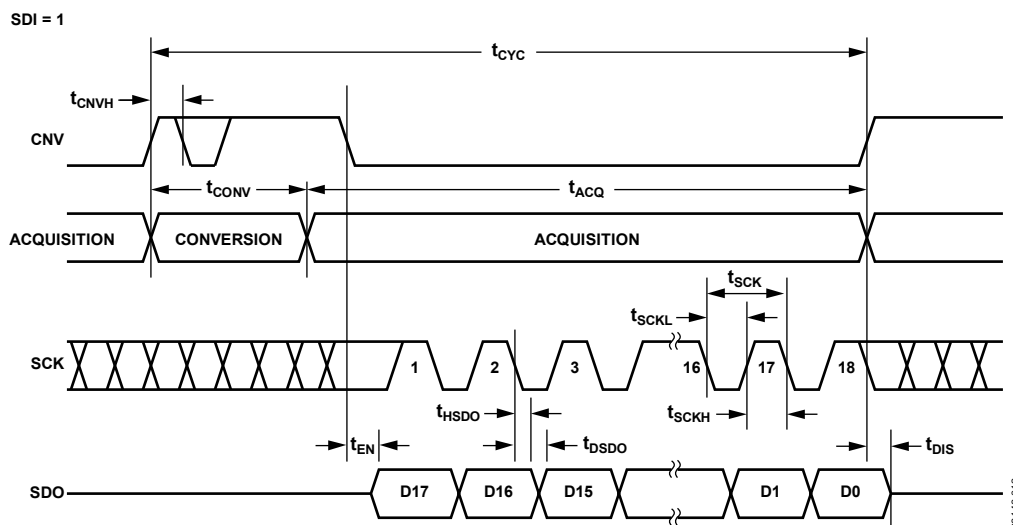 SDI = 1
tCYC
tCNVH
CNV
tCONV
tACQ
ACQUISITION
CONVERSION
ACQUISITION
tSCK
tSCKL
SCK
1
2
3
16
17
18
tHSDO
tSCKH
tEN
tDSDO
tDIS
SDO
D17
D16
D15
D1
D0